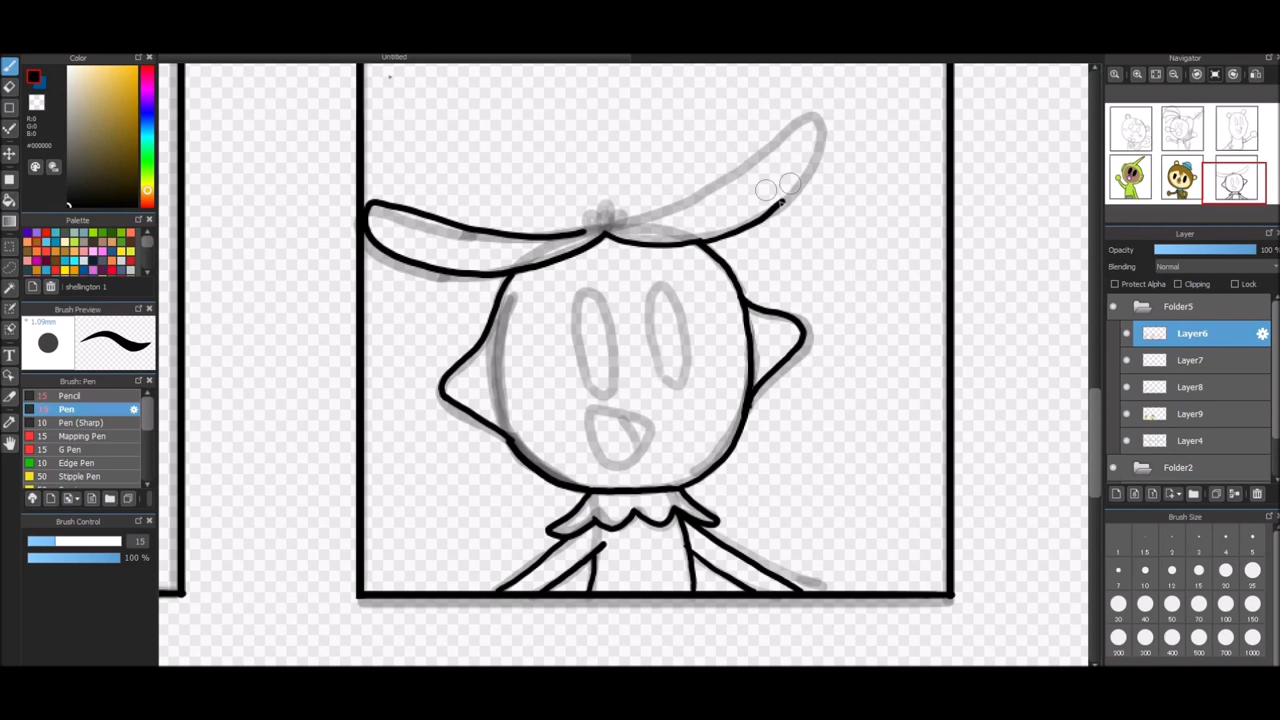 Untitled
Color
R:0
G:0
B:0
#000000
Palette
shellington 1
Brush Preview
* 1.09mm
Brush: Pen
15 Pencil
15 Pen
10 Pen (Sharp)
15 Mapping Pen
15 G Pen
10 Edge Pen
50 Stipple Pen
Brush Control
15
100 %
Navigator
Layer
Opacity 100 %
Blending Normal
Protect Alpha Clipping Lock
Folder5
Layer6
Layer7
Layer8
Layer9
Layer4
Folder2
Brush Size
1 1.5 2 3 4 5
7 10 12 15 20 25
30 40 50 70 100 150
200 300 400 500 700 1000